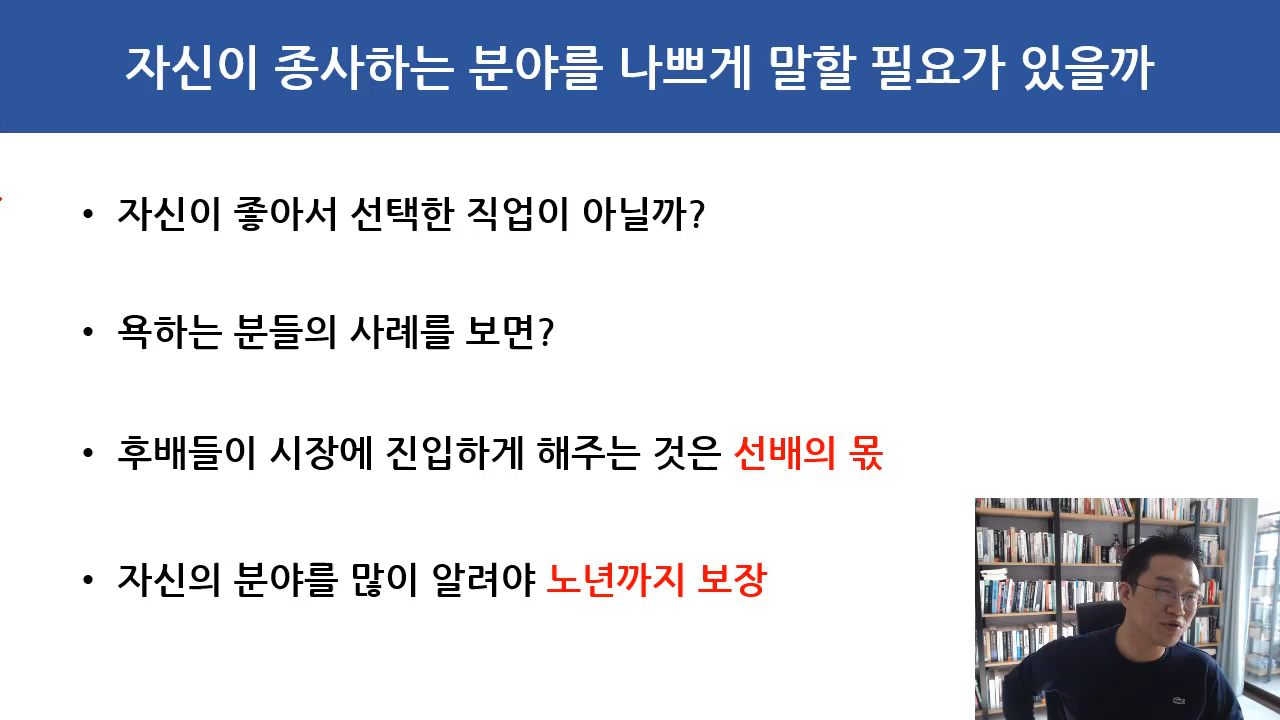 자신이 종사하는 분야를 나쁘게 말할 필요가 있을까
• 자신이 좋아서 선택한 직업이 아닐까?
• 욕하는 분들의 사례를 보면?
• 후배들이 시장에 진입하게 해주는 것은 선배의 몫
• 자신의 분야를 많이 알려야 노년까지 보장